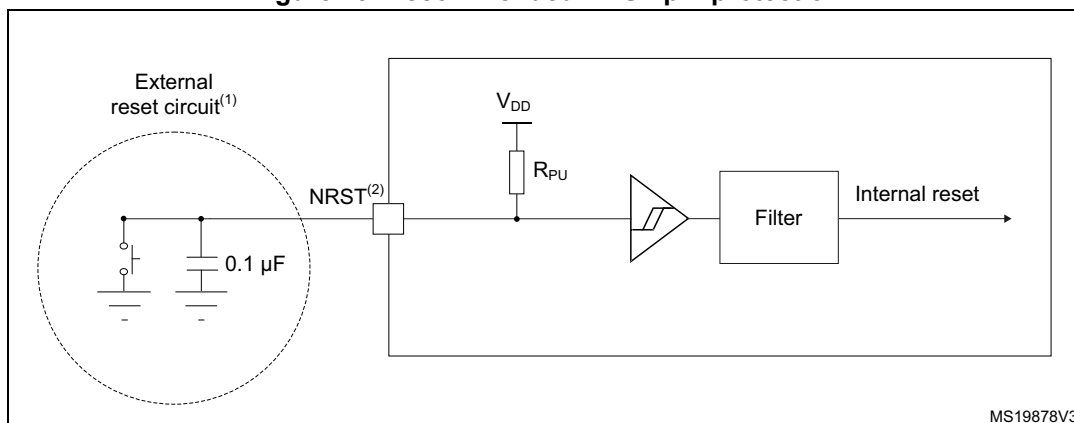 External
reset circuit(1)
VDD
RPU
NRST(2)
Filter
Internal reset
0.1 µF
MS19878V3